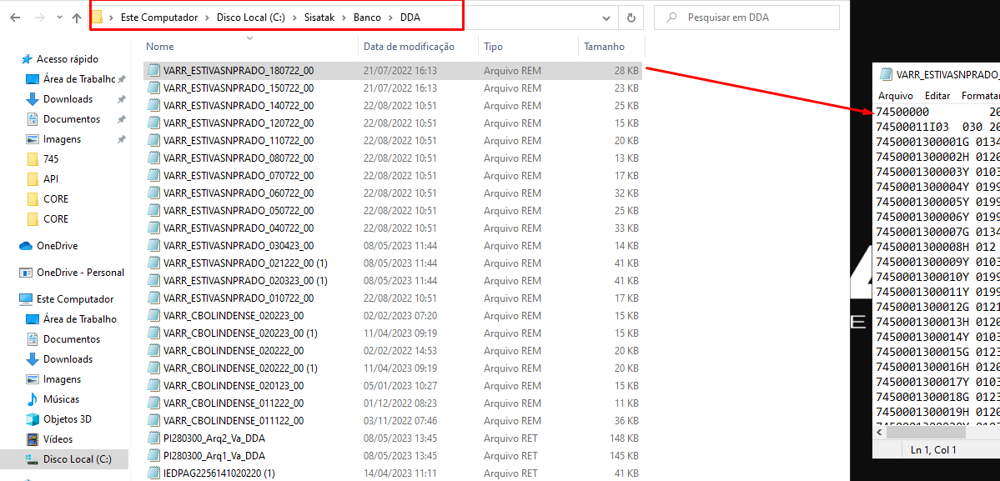 Este Computador > Disco Local (C:) > Sisatak > Banco > DDA
Pesquisar em DDA
Nome Data de modificação Tipo Tamanho
Acesso rápido
Área de Trabalho
Downloads
Documentos
Imagens
745
API
CORE
CORE
OneDrive
OneDrive - Personal
Este Computador
Área de Trabalho
Documentos
Downloads
Imagens
Músicas
Objetos 3D
Vídeos
Disco Local (C:)
VARR_ESTIVASNPRADO_180722_00 21/07/2022 16:13 Arquivo REM 28 KB
VARR_ESTIVASNPRADO_150722_00 21/07/2022 16:13 Arquivo REM 23 KB
VARR_ESTIVASNPRADO_140722_00 22/08/2022 10:51 Arquivo REM 25 KB
VARR_ESTIVASNPRADO_120722_00 22/08/2022 10:51 Arquivo REM 15 KB
VARR_ESTIVASNPRADO_110722_00 22/08/2022 10:51 Arquivo REM 20 KB
VARR_ESTIVASNPRADO_080722_00 22/08/2022 10:51 Arquivo REM 13 KB
VARR_ESTIVASNPRADO_070722_00 22/08/2022 10:51 Arquivo REM 17 KB
VARR_ESTIVASNPRADO_060722_00 22/08/2022 10:51 Arquivo REM 32 KB
VARR_ESTIVASNPRADO_050722_00 22/08/2022 10:51 Arquivo REM 25 KB
VARR_ESTIVASNPRADO_040722_00 22/08/2022 10:51 Arquivo REM 33 KB
VARR_ESTIVASNPRADO_030423_00 08/05/2023 11:44 Arquivo REM 14 KB
VARR_ESTIVASNPRADO_021222_00 (1) 08/05/2023 11:44 Arquivo REM 41 KB
VARR_ESTIVASNPRADO_020323_00 (1) 08/05/2023 11:44 Arquivo REM 41 KB
VARR_ESTIVASNPRADO_010722_00 22/08/2022 10:51 Arquivo REM 17 KB
VARR_CBOLINDENSE_020223_00 02/02/2023 07:20 Arquivo REM 15 KB
VARR_CBOLINDENSE_020223_00 (1) 11/04/2023 09:19 Arquivo REM 15 KB
VARR_CBOLINDENSE_020222_00 02/02/2022 14:53 Arquivo REM 20 KB
VARR_CBOLINDENSE_020222_00 (1) 11/04/2023 09:19 Arquivo REM 20 KB
VARR_CBOLINDENSE_020123_00 05/01/2023 10:27 Arquivo REM 15 KB
VARR_CBOLINDENSE_011222_00 01/12/2022 08:23 Arquivo REM 11 KB
VARR_CBOLINDENSE_011122_00 03/11/2022 07:46 Arquivo REM 36 KB
PI280300_Arq2_Va_DDA 08/05/2023 13:45 Arquivo RET 148 KB
PI280300_Arq1_Va_DDA 08/05/2023 13:45 Arquivo RET 145 KB
IEDPAG2256141020220 (1) 14/04/2023 11:11 Arquivo RET 41 KB
VARR_ESTIVASNPRADO_
Arquivo Editar Formatar
74500000 20
74500011I03 030 20
7450001300001G 0134
7450001300002H 0120
7450001300003Y 0103
7450001300004Y 0199
7450001300005Y 0199
7450001300006Y 0199
7450001300007G 0134
7450001300008H 012
7450001300009Y 0103
7450001300010Y 0199
7450001300011Y 0199
7450001300012G 0121
7450001300013H 0120
7450001300014Y 0103
7450001300015G 0123
7450001300016H 0120
7450001300017Y 0103
7450001300018G 0123
7450001300019H 0120
Ln 1, Col 1
E